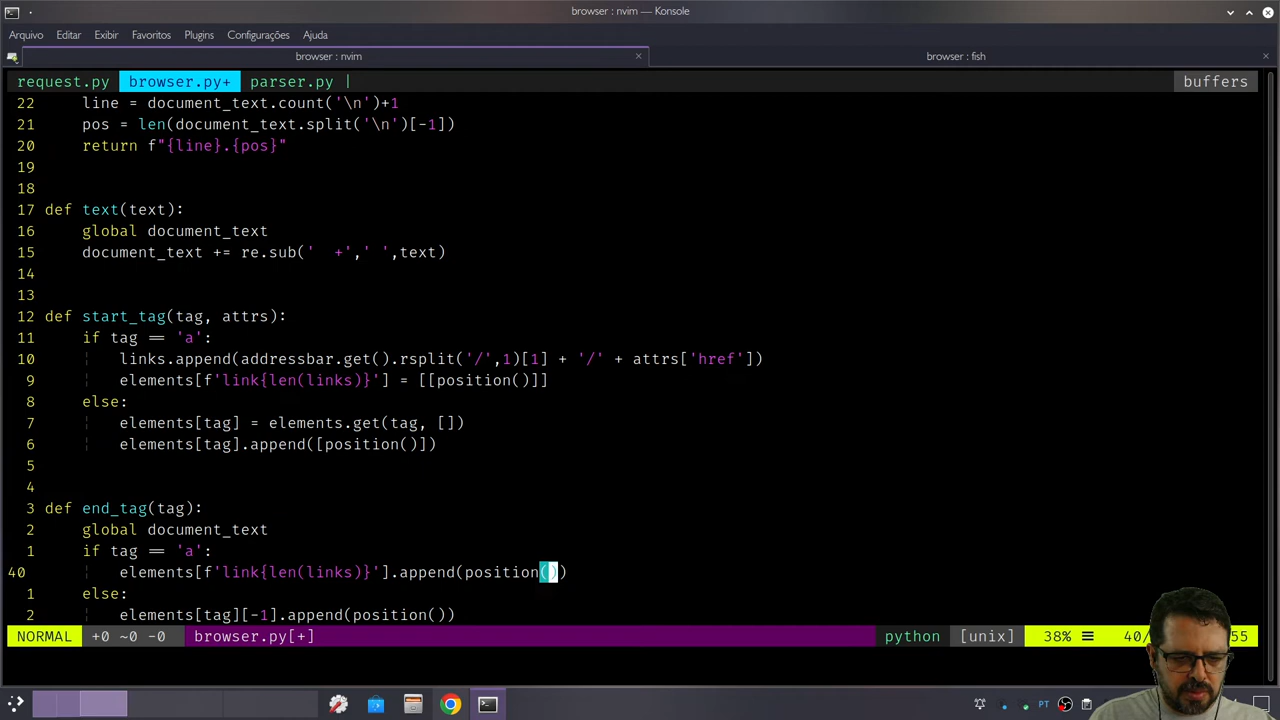 browser : nvim — Konsole
Arquivo Editar Exibir Favoritos Plugins Configurações Ajuda
browser : nvim browser : fish
request.py browser.py+ parser.py | buffers
22 line = document_text.count('\n')+1
21 pos = len(document_text.split('\n')[-1])
20 return f"{line}.{pos}"
19
18
17 def text(text):
16 global document_text
15 document_text += re.sub('  +',' ',text)
14
13
12 def start_tag(tag, attrs):
11 if tag == 'a':
10 links.append(addressbar.get().rsplit('/',1)[1] + '/' + attrs['href'])
9 elements[f'link{len(links)}'] = [[position()]]
8 else:
7 elements[tag] = elements.get(tag, [])
6 elements[tag].append([position()])
5
4
3 def end_tag(tag):
2 global document_text
1 if tag == 'a':
40 elements[f'link{len(links)}'].append(position())
1 else:
2 elements[tag][-1].append(position())
NORMAL +0 ~0 -0 browser.py[+] python [unix] 38% ≡ 40/ 55
PT